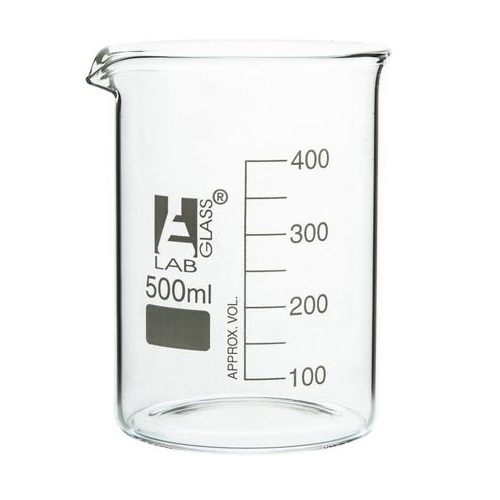 A
LAB
GLASS®
500ml
APPROX. VOL.
400
300
200
100